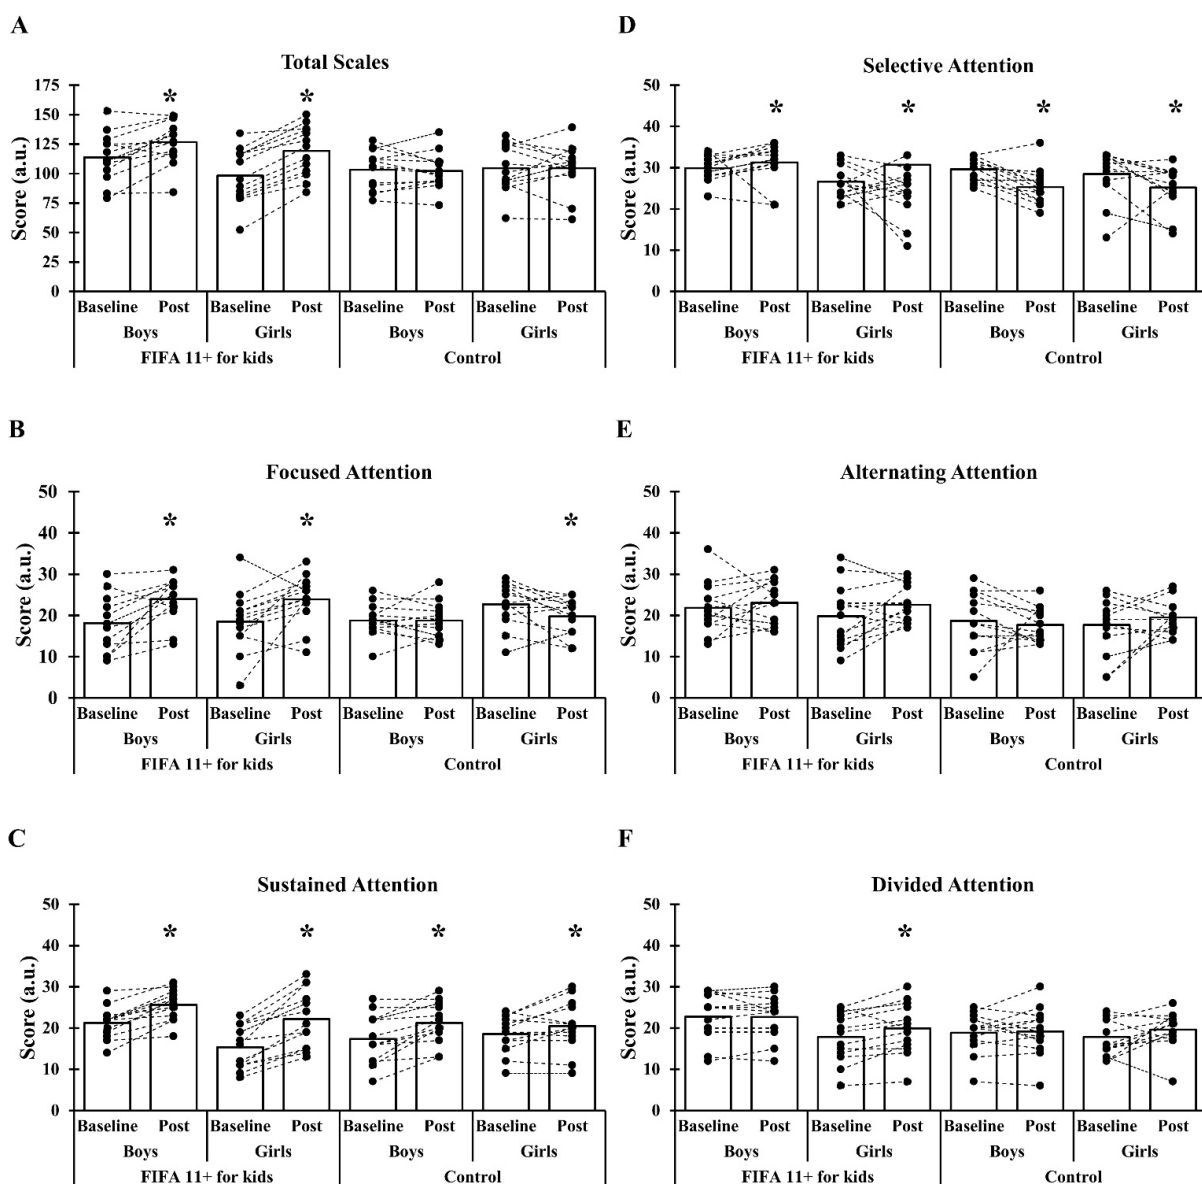 A
Total Scales
Score (a.u.)
175
150
125
100
75
50
25
0
* *
Baseline Post Baseline Post Baseline Post Baseline Post
Boys Girls Boys Girls
FIFA 11+ for kids Control
B
Focused Attention
Score (a.u.)
50
40
30
20
10
0
* * *
Baseline Post Baseline Post Baseline Post Baseline Post
Boys Girls Boys Girls
FIFA 11+ for kids Control
C
Sustained Attention
Score (a.u.)
50
40
30
20
10
0
* * * *
Baseline Post Baseline Post Baseline Post Baseline Post
Boys Girls Boys Girls
FIFA 11+ for kids Control
D
Selective Attention
Score (a.u.)
50
40
30
20
10
0
* * * *
Baseline Post Baseline Post Baseline Post Baseline Post
Boys Girls Boys Girls
FIFA 11+ for kids Control
E
Alternating Attention
Score (a.u.)
50
40
30
20
10
0
Baseline Post Baseline Post Baseline Post Baseline Post
Boys Girls Boys Girls
FIFA 11+ for kids Control
F
Divided Attention
Score (a.u.)
50
40
30
20
10
0
*
Baseline Post Baseline Post Baseline Post Baseline Post
Boys Girls Boys Girls
FIFA 11+ for kids Control